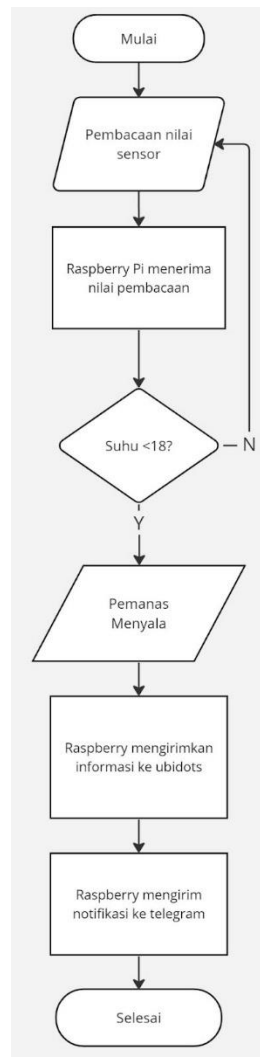 Mulai
Pembacaan nilai
sensor
Raspberry Pi menerima
nilai pembacaan
Suhu <18?
N
Y
Pemanas
Menyala
Raspberry mengirimkan
informasi ke ubidots
Raspberry mengirim
notifikasi ke telegram
Selesai